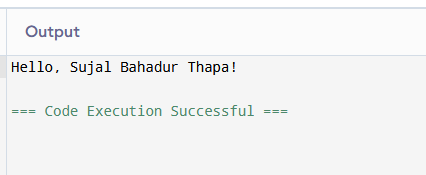 Output
Hello, Sujal Bahadur Thapa!
=== Code Execution Successful ===